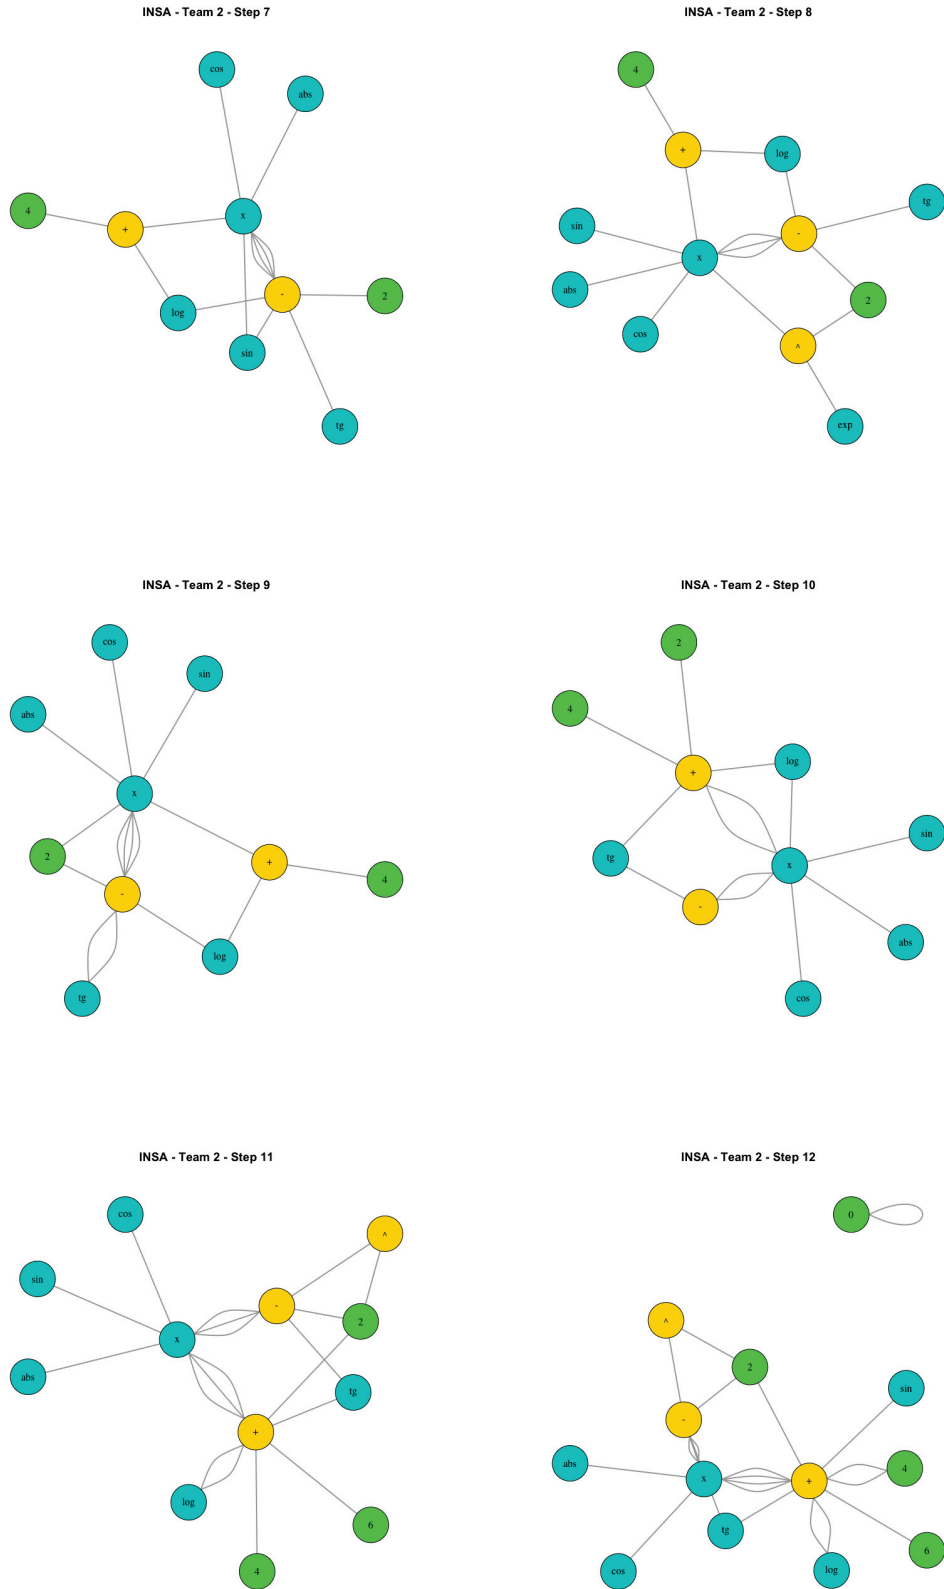 INSA - Team 2 - Step 7
cos
abs
4
+
x
-
2
log
sin
tg
INSA - Team 2 - Step 8
4
+
log
tg
sin
-
x
abs
2
cos
^
exp
INSA - Team 2 - Step 9
cos
sin
abs
x
2
+
4
-
log
tg
INSA - Team 2 - Step 10
2
4
+
log
sin
tg
x
-
abs
cos
INSA - Team 2 - Step 11
cos
^
sin
-
2
x
abs
tg
+
log
6
4
INSA - Team 2 - Step 12
0
^
2
sin
-
abs
4
x
+
tg
6
cos
log